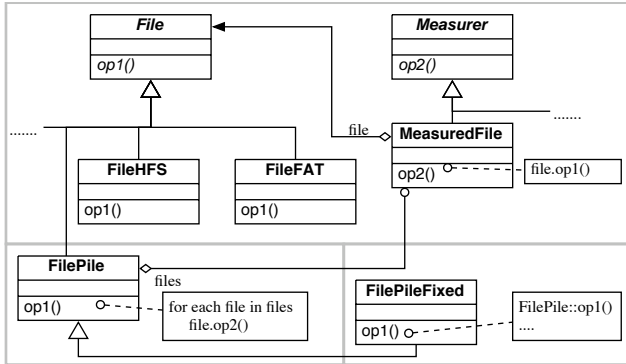 File
op1()
Measurer
op2()
.......
.......
file
MeasuredFile
op2()
file.op1()
FileHFS
op1()
FileFAT
op1()
FilePile
op1()
files
for each file in files
file.op2()
FilePileFixed
op1()
FilePile::op1()
....